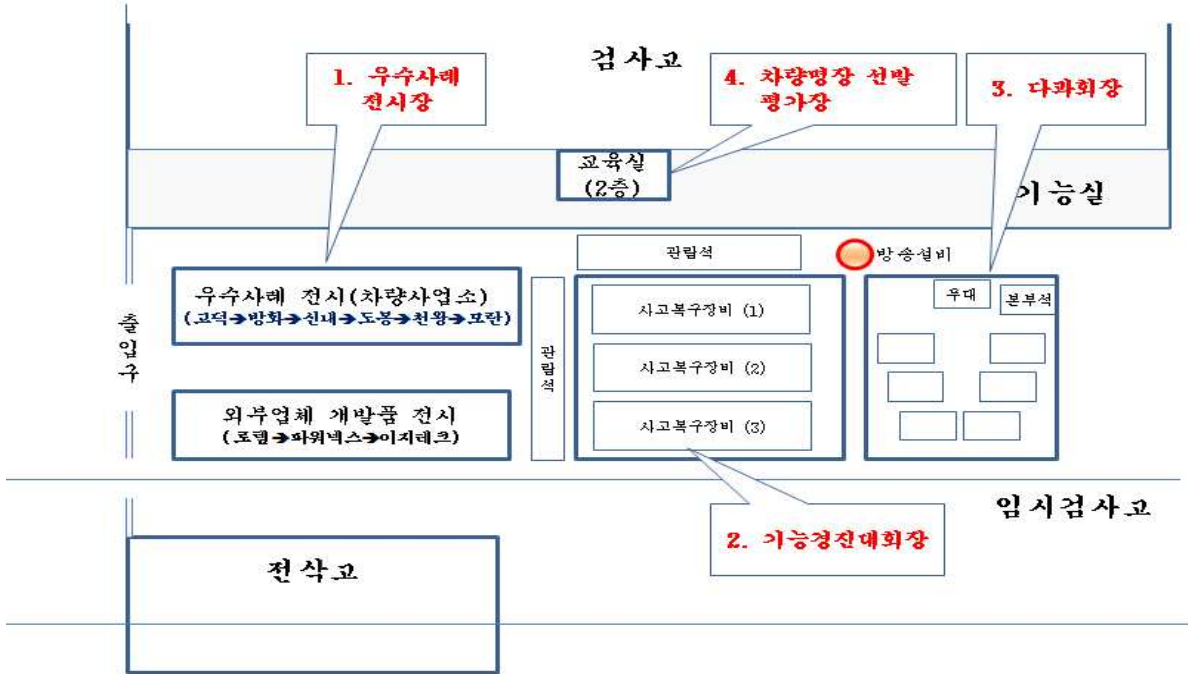 검사고
1. 우수사례
전시장
4. 차량명장 선발
평가장
3. 다과회장
교육실
(2층)
기능실
관람석
방송설비
우수사례 전시(차량사업소)
(고덕→방화→신내→도봉→천왕→모란)
출입구
관람석
사고복구장비 (1)
사고복구장비 (2)
사고복구장비 (3)
무대
본부석
외부업체 개발품 전시
(로템→파워넥스→이지테크)
임시검사고
2. 기능경진대회장
전삭고